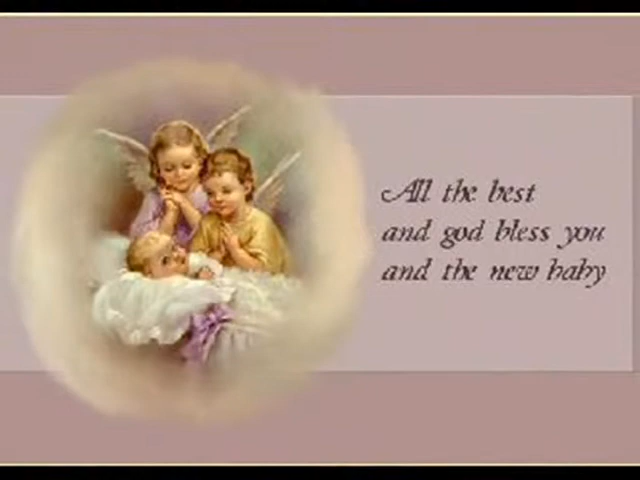 All the best
and god bless you
and the new baby